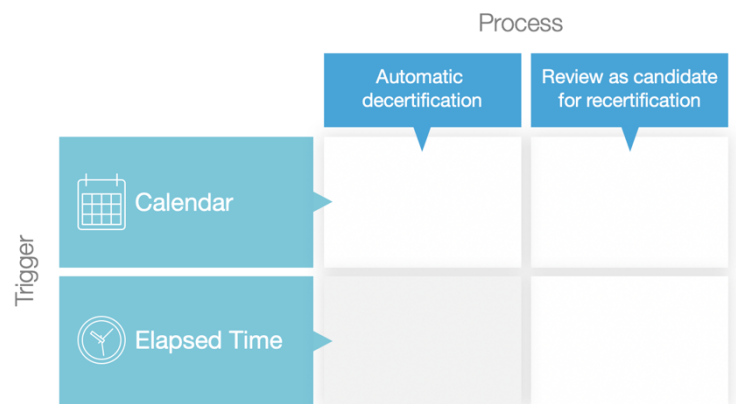 Process
Automatic
decertification
Review as candidate
for recertification
Trigger
Calendar
Elapsed Time